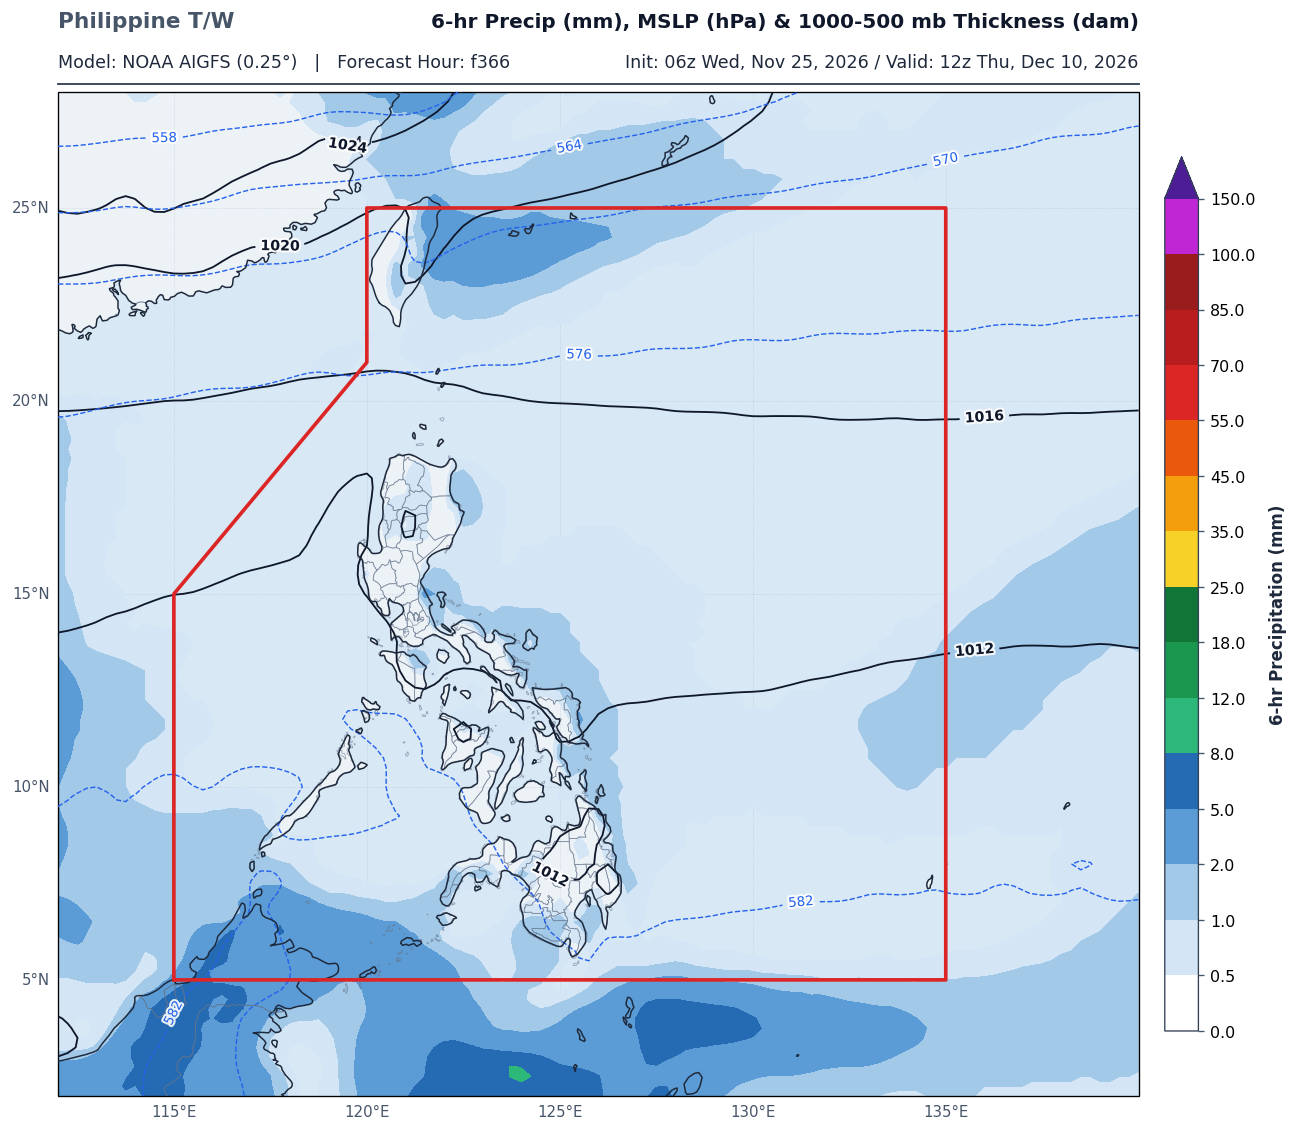 Philippine T/W
6-hr Precip (mm), MSLP (hPa) & 1000-500 mb Thickness (dam)
Model: NOAA AIGFS (0.25°) | Forecast Hour: f366
Init: 06z Wed, Nov 25, 2026 / Valid: 12z Thu, Dec 10, 2026
558
1024
564
570
25°N
1020
576
20°N
1016
15°N
1012
10°N
1012
582
5°N
582
115°E
120°E
125°E
130°E
135°E
150.0
100.0
85.0
70.0
55.0
45.0
35.0
25.0
18.0
12.0
8.0
5.0
2.0
1.0
0.5
0.0
6-hr Precipitation (mm)